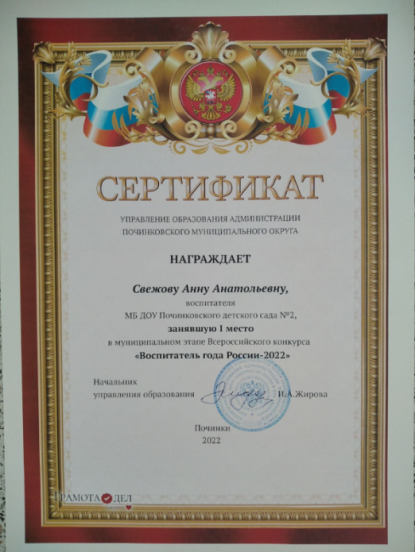 СЕРТИФИКАТ
УПРАВЛЕНИЕ ОБРАЗОВАНИЯ АДМИНИСТРАЦИИ
ПОЧИНКОВСКОГО МУНИЦИПАЛЬНОГО ОКРУГА
НАГРАЖДАЕТ
Свежову Анну Анатольевну,
воспитателя
МБ ДОУ Починковского детского сада №2,
занявшую I место
в муниципальном этапе Всероссийского конкурса
«Воспитатель года России-2022»
Начальник
управления образования И.А.Жирова
Починки
2022
ГРАМОТА ДЕЛ